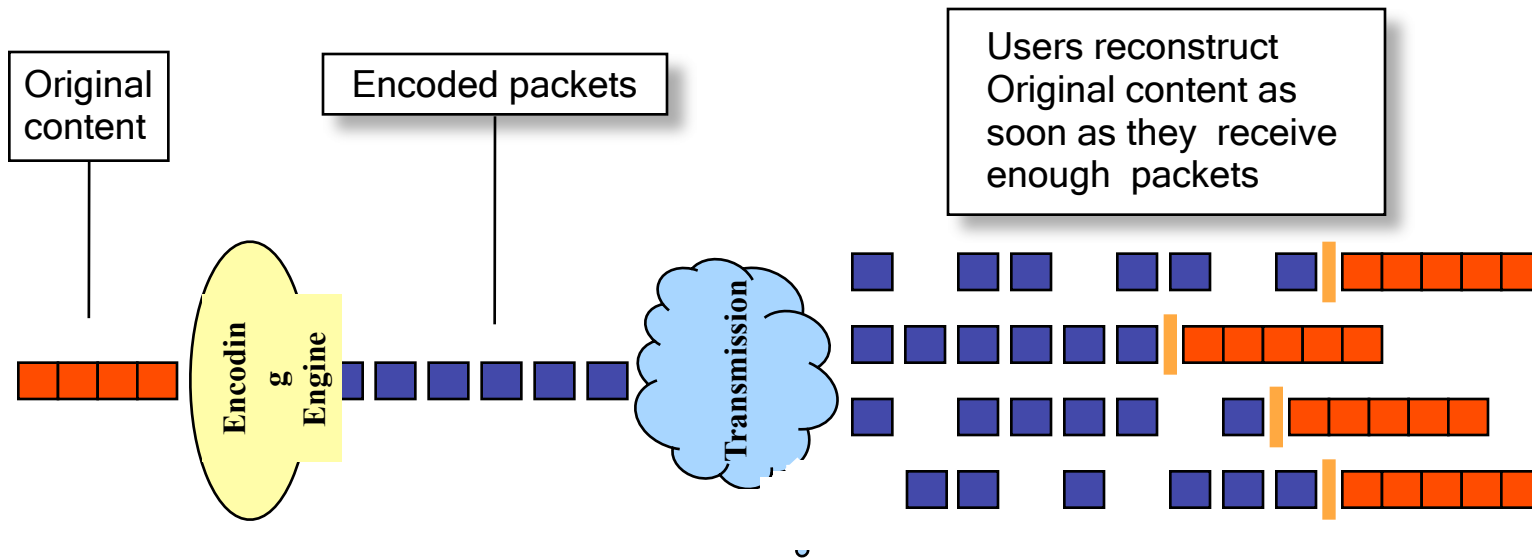 Original
content
Encoded packets
Users reconstruct
Original content as
soon as they receive
enough packets
Encodin
g
Engine
Transmission